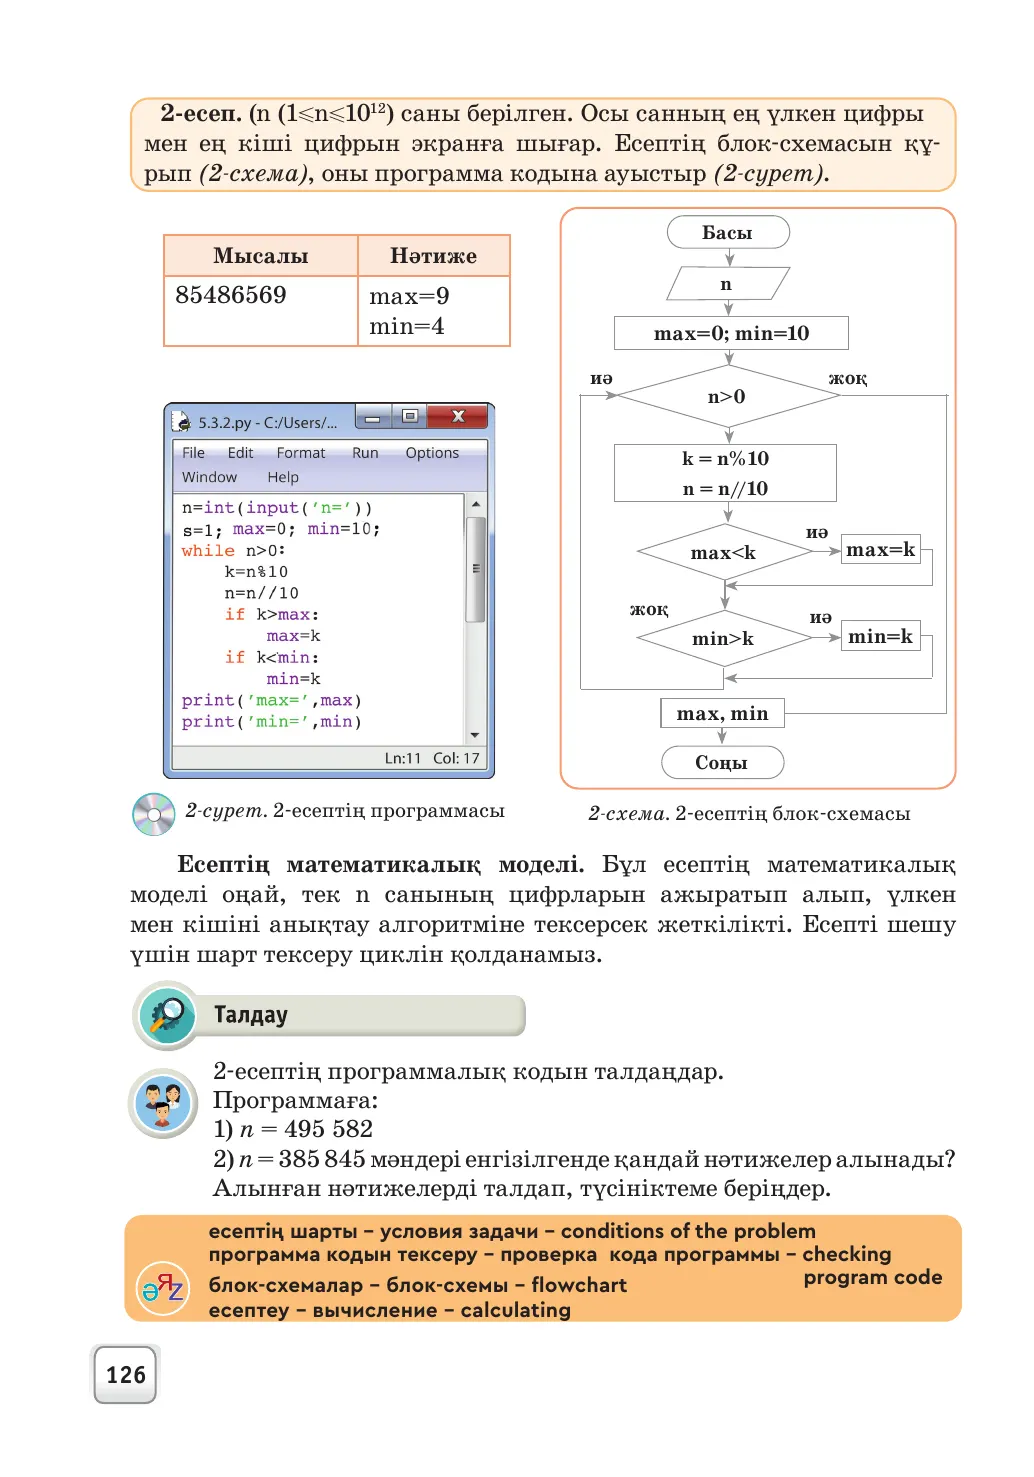 2-есеп. (n (1⩽n⩽10¹²) саны берілген. Осы санның ең үлкен цифры
мен ең кіші цифрын экранға шығар. Есептің блок-схемасын құ-
рып (2-схема), оны программа кодына ауыстыр (2-сурет).
Мысалы Нәтиже
85486569 max=9
min=4
5.3.2.py - C:/Users/...
File Edit Format Run Options
Window Help
n=int(input('n='))
s=1; max=0; min=10;
while n>0:
    k=n%10
    n=n//10
    if k>max:
        max=k
    if k<min:
        min=k
print('max=',max)
print('min=',min)
Ln:11 Col: 17
2-сурет. 2-есептің программасы
Басы
n
max=0; min=10
иә
жоқ
n>0
k = n%10
n = n//10
иә
max<k
max=k
жоқ
иә
min>k
min=k
max, min
Соңы
2-схема. 2-есептің блок-схемасы
Есептің математикалық моделі. Бұл есептің математикалық
моделі оңай, тек n санының цифрларын ажыратып алып, үлкен
мен кішіні анықтау алгоритміне тексерсек жеткілікті. Есепті шешу
үшін шарт тексеру циклін қолданамыз.
Талдау
2-есептің программалық кодын талдаңдар.
Программаға:
1) n = 495 582
2) n = 385 845 мәндері енгізілгенде қандай нәтижелер алынады?
Алынған нәтижелерді талдап, түсініктеме беріңдер.
әЯZ
есептің шарты – условия задачи – conditions of the problem
программа кодын тексеру – проверка кода программы – checking
program code
блок-схемалар – блок-схемы – flowchart
есептеу – вычисление – calculating
126